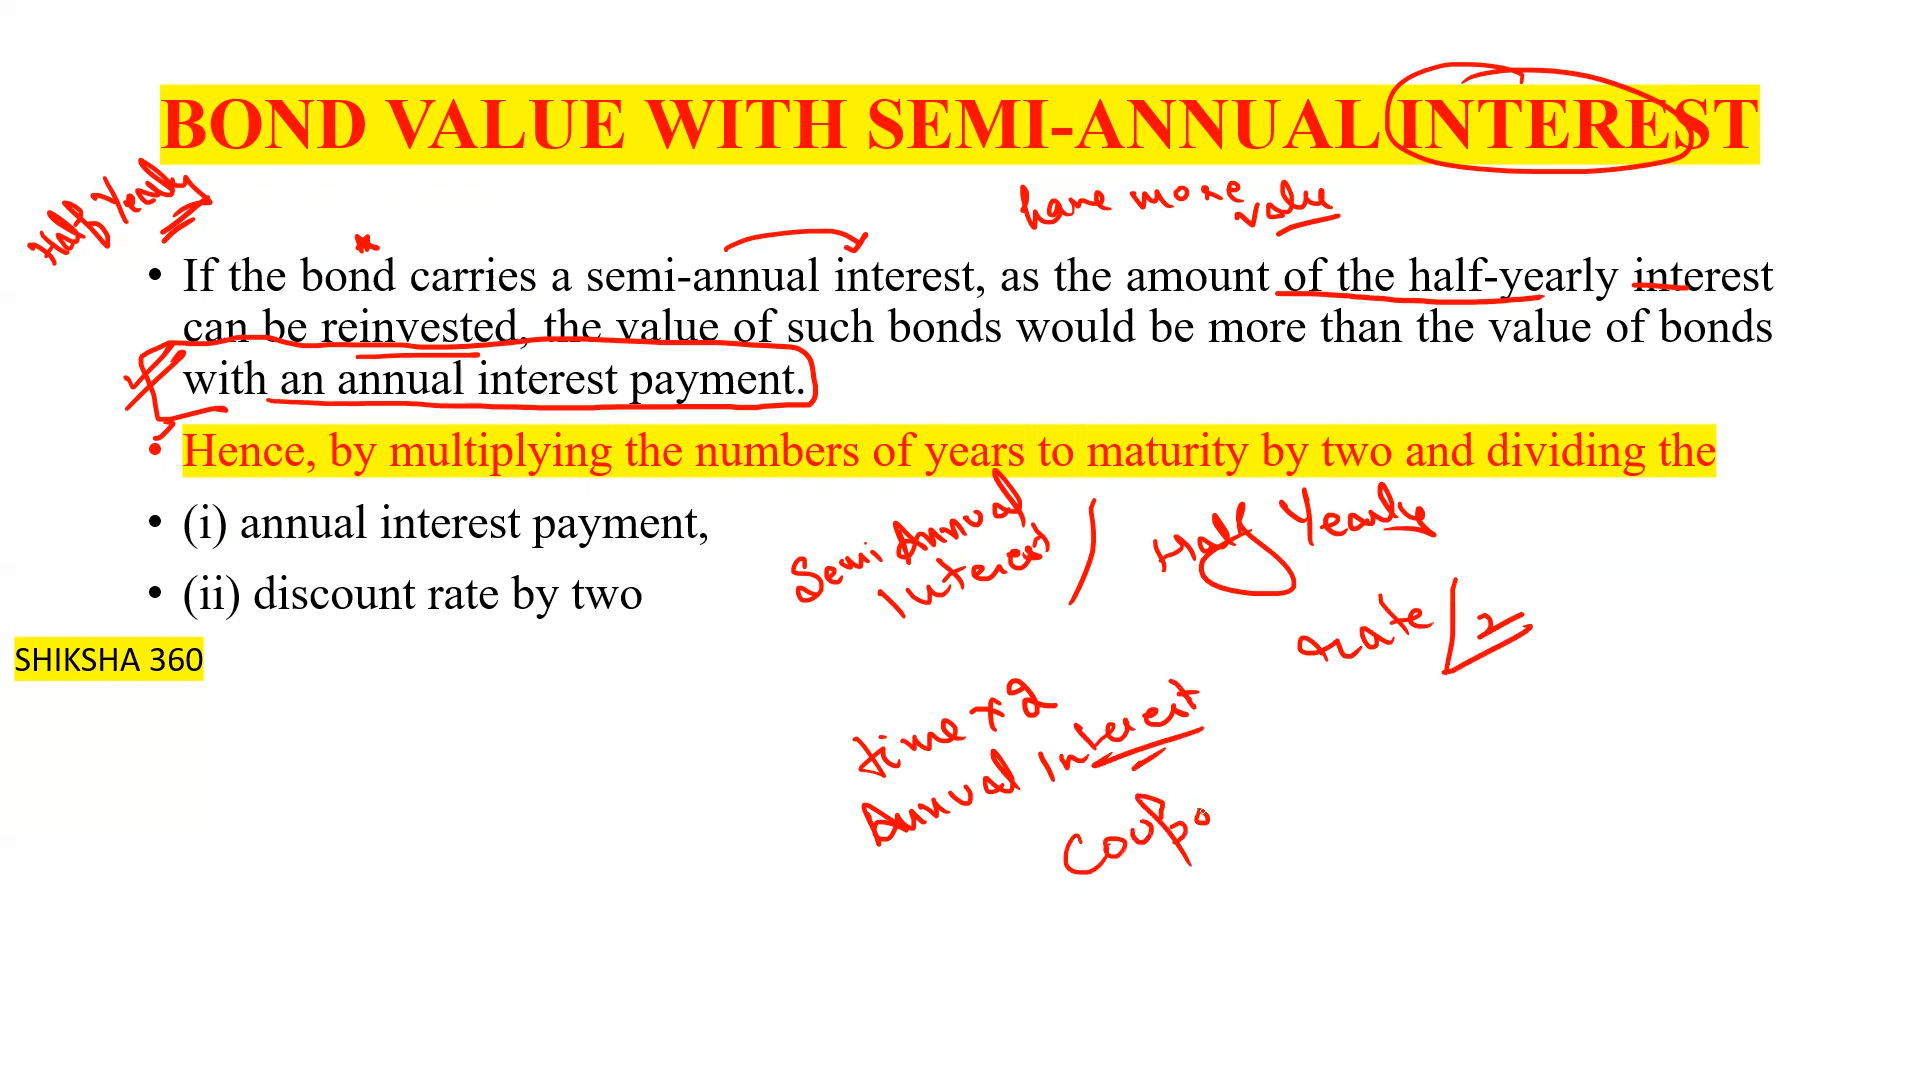 BOND VALUE WITH SEMI-ANNUAL INTEREST
Half Yearly
have more value
• If the bond carries a semi-annual interest, as the amount of the half-yearly interest
can be reinvested, the value of such bonds would be more than the value of bonds
with an annual interest payment.
• Hence, by multiplying the numbers of years to maturity by two and dividing the
• (i) annual interest payment,
Semi Annual
Interest / Half Yearly
• (ii) discount rate by two
rate/2
SHIKSHA 360
time × 2
Annual Interest
Coupo